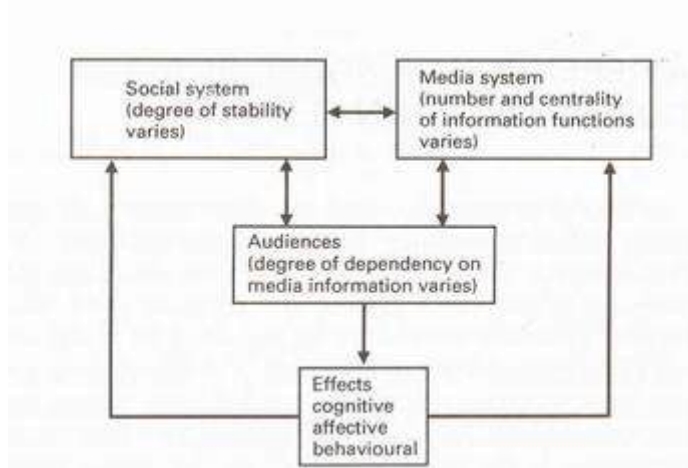 Social system
(degree of stability
varies)
Media system
(number and centrality
of information functions
varies)
Audiences
(degree of dependency on
media information varies)
Effects
cognitive
affective
behavioural